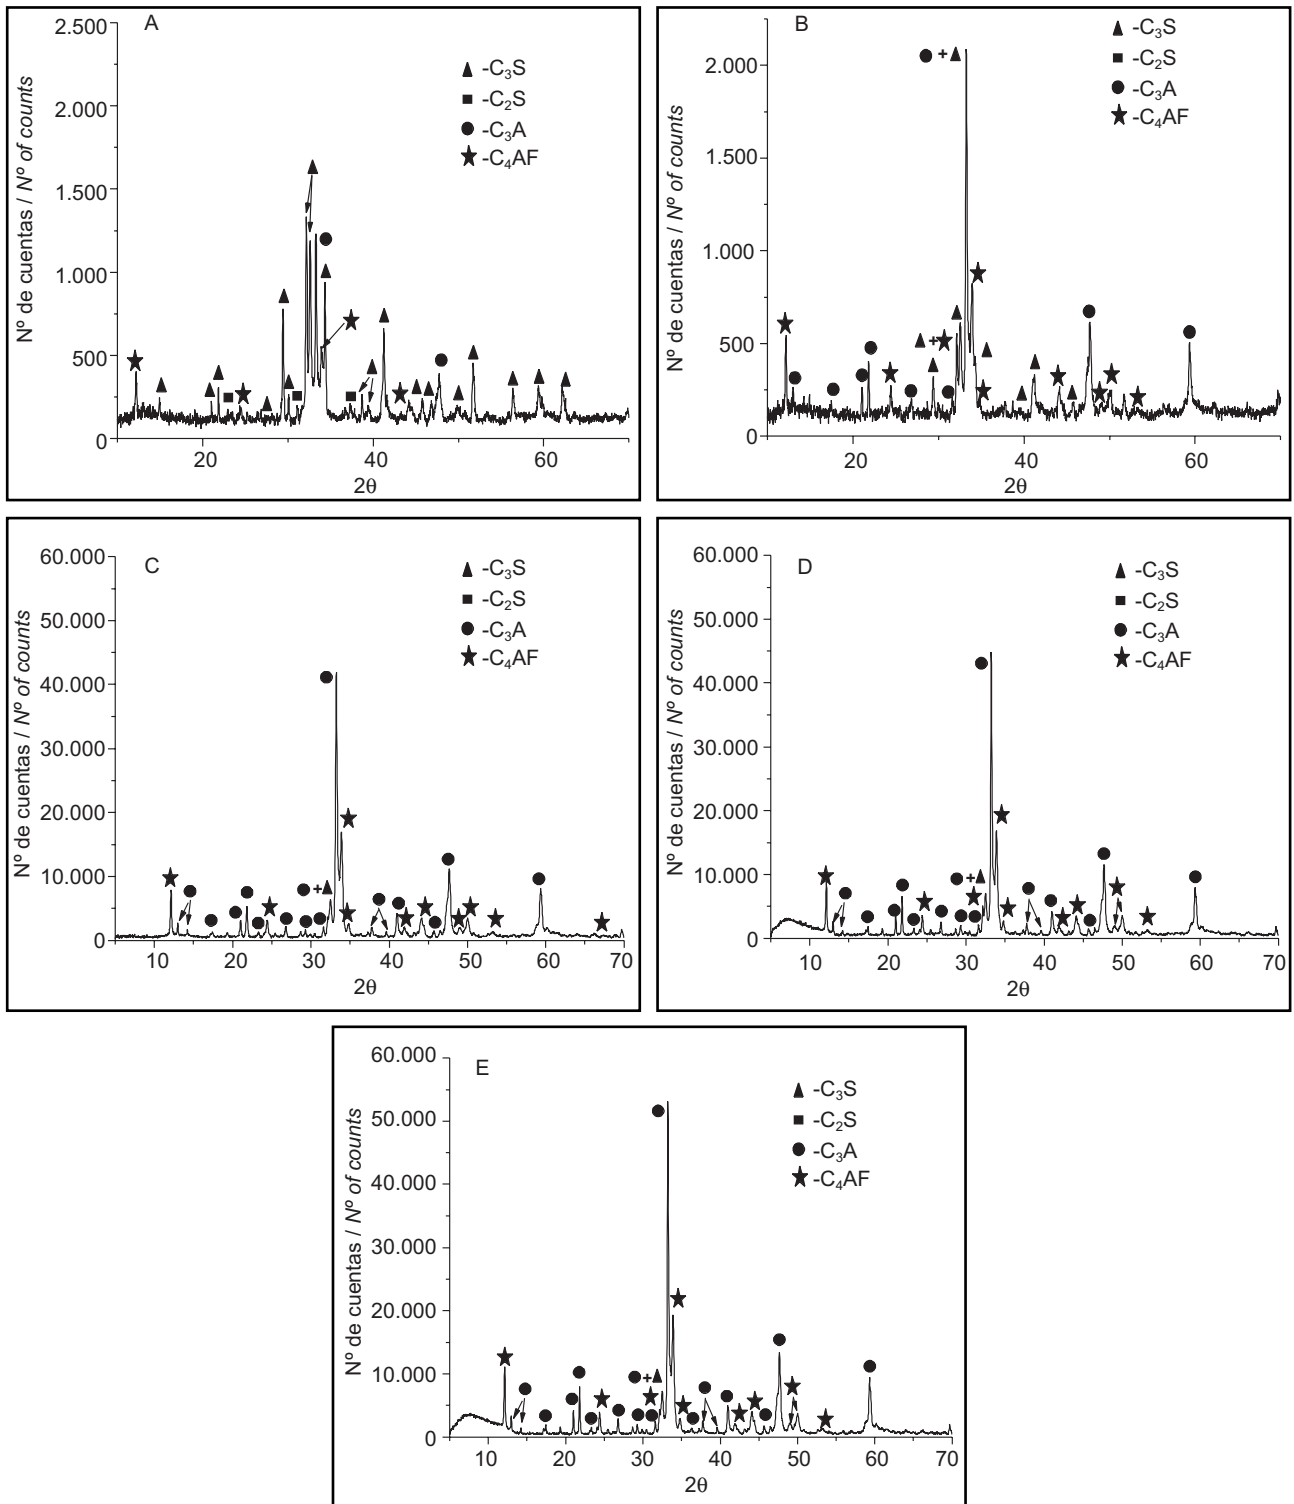 A
2.500
2.000
1.500
1.000
500
0
20
40
60
2θ
Nº de cuentas / Nº of counts
-C₃S
-C₂S
-C₃A
-C₄AF
B
2.000
1.500
1.000
500
0
20
40
60
2θ
Nº de cuentas / Nº of counts
-C₃S
-C₂S
-C₃A
-C₄AF
+
+
C
60.000
50.000
40.000
30.000
20.000
10.000
0
10
20
30
40
50
60
70
2θ
Nº de cuentas / Nº of counts
-C₃S
-C₂S
-C₃A
-C₄AF
+
D
60.000
50.000
40.000
30.000
20.000
10.000
0
10
20
30
40
50
60
70
2θ
Nº de cuentas / Nº of counts
-C₃S
-C₂S
-C₃A
-C₄AF
+
E
60.000
50.000
40.000
30.000
20.000
10.000
0
10
20
30
40
50
60
70
2θ
Nº de cuentas / Nº of counts
-C₃S
-C₂S
-C₃A
-C₄AF
+